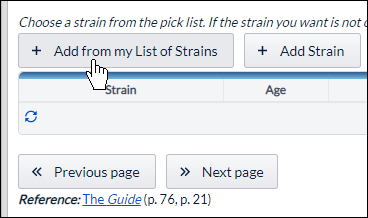 Choose a strain from the pick list. If the strain you want is not
+ Add from my List of Strains + Add Strain
Strain Age
« Previous page » Next page
Reference: The Guide (p. 76, p. 21)